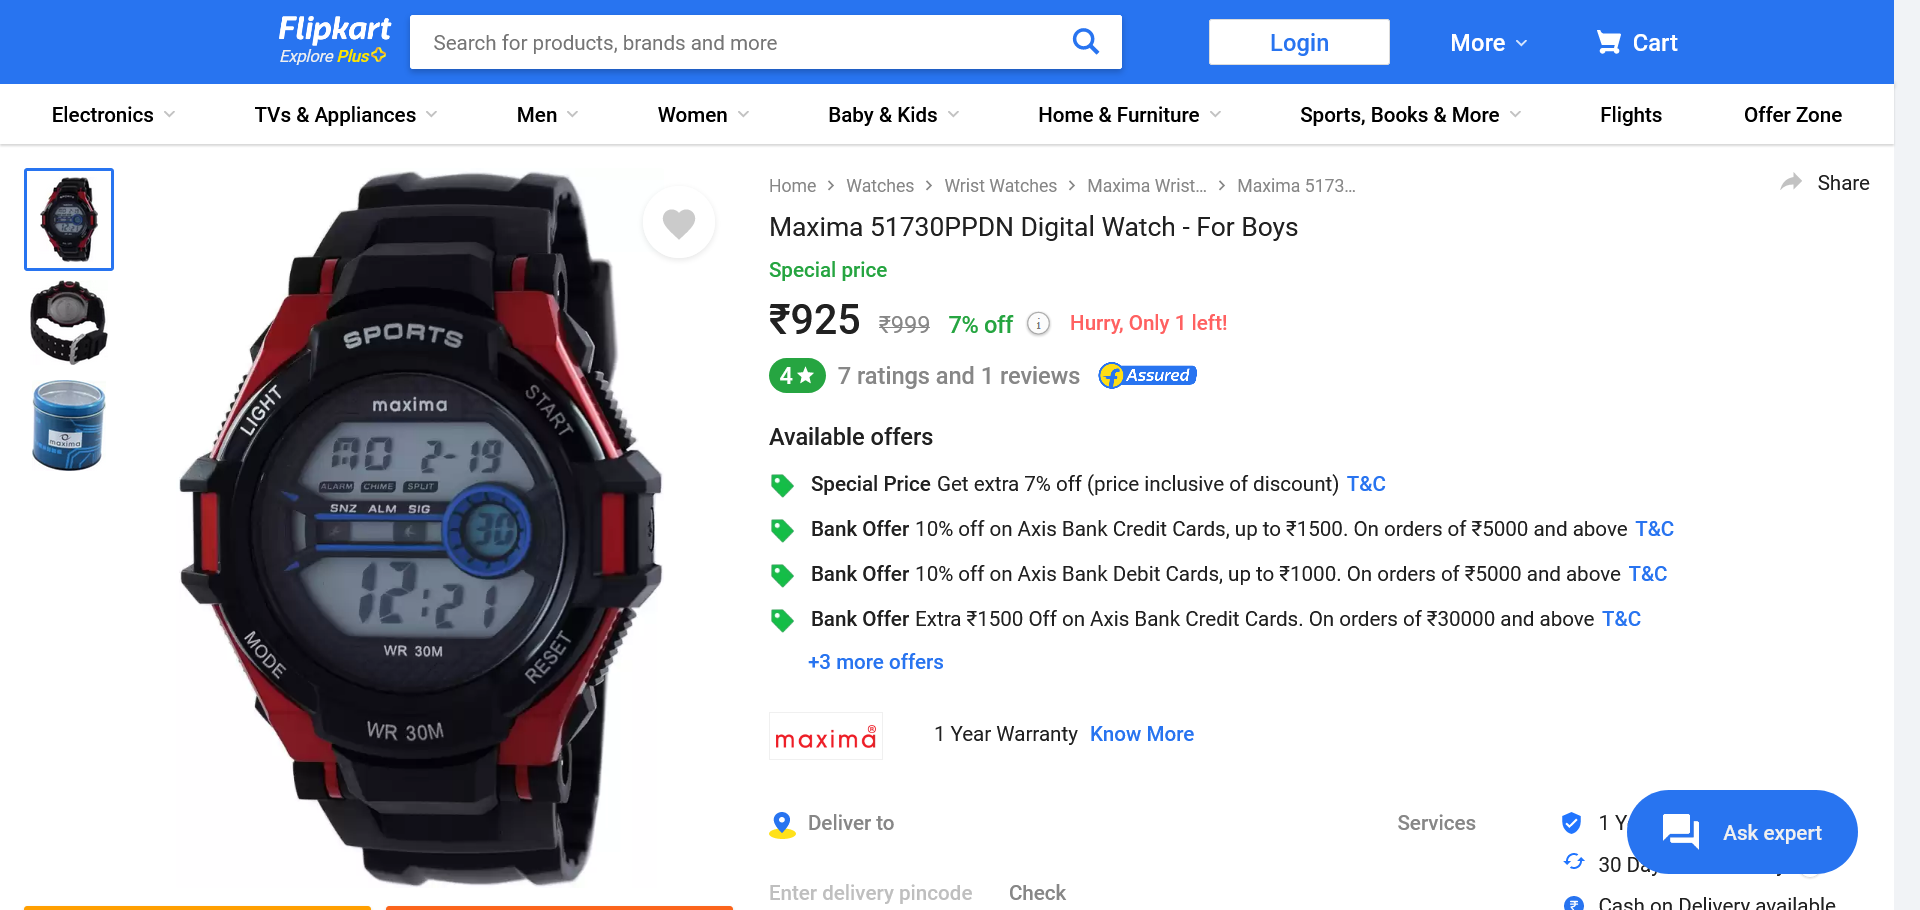 Flipkart
Explore Plus
Search for products, brands and more
Login
More
Cart
Electronics
TVs & Appliances
Men
Women
Baby & Kids
Home & Furniture
Sports, Books & More
Flights
Offer Zone
Home
Watches
Wrist Watches
Maxima Wrist...
Maxima 5173...
Share
Maxima 51730PPDN Digital Watch - For Boys
Special price
₹925 ₹999 7% off i Hurry, Only 1 left!
4 7 ratings and 1 reviews Assured
Available offers
Special Price Get extra 7% off (price inclusive of discount) T&C
Bank Offer 10% off on Axis Bank Credit Cards, up to ₹1500. On orders of ₹5000 and above T&C
Bank Offer 10% off on Axis Bank Debit Cards, up to ₹1000. On orders of ₹5000 and above T&C
Bank Offer Extra ₹1500 Off on Axis Bank Credit Cards. On orders of ₹30000 and above T&C
+3 more offers
maxima®
1 Year Warranty Know More
Deliver to
Enter delivery pincode
Check
Services
1 Y
30 Day
Cash on Delivery available
Ask expert
SPORTS
LIGHT
START
maxima
MO 2-19
ALARM CHIME SPLIT
SNZ ALM SIG
30
12:21
WR 30M
MODE
RESET
WR 30M
maxima